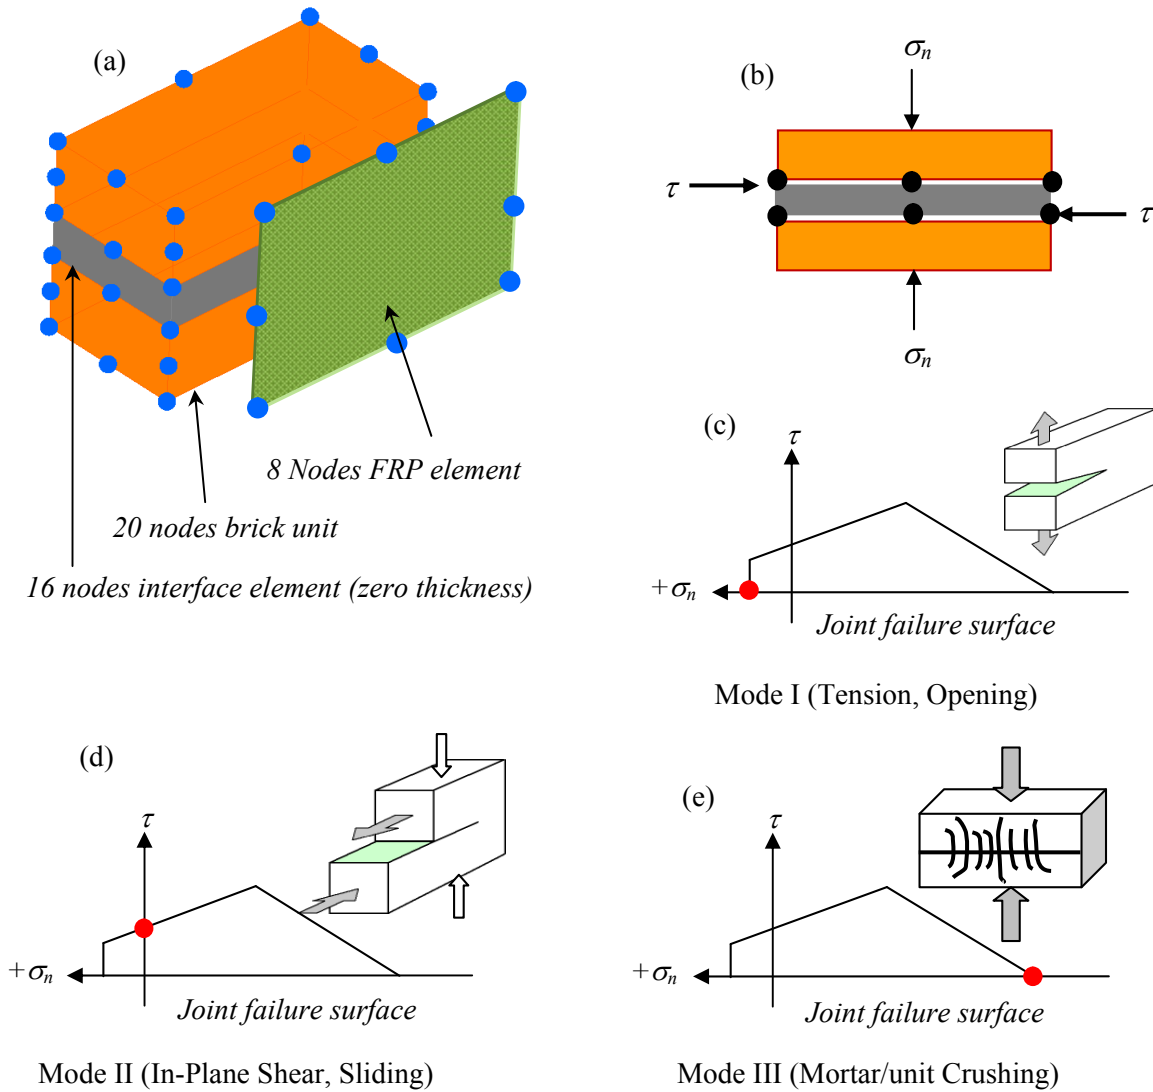 (a)
8 Nodes FRP element
20 nodes brick unit
16 nodes interface element (zero thickness)
(b)
σn
τ
τ
σn
(c)
τ
+σn
Joint failure surface
Mode I (Tension, Opening)
(d)
τ
+σn
Joint failure surface
Mode II (In-Plane Shear, Sliding)
(e)
τ
+σn
Joint failure surface
Mode III (Mortar/unit Crushing)